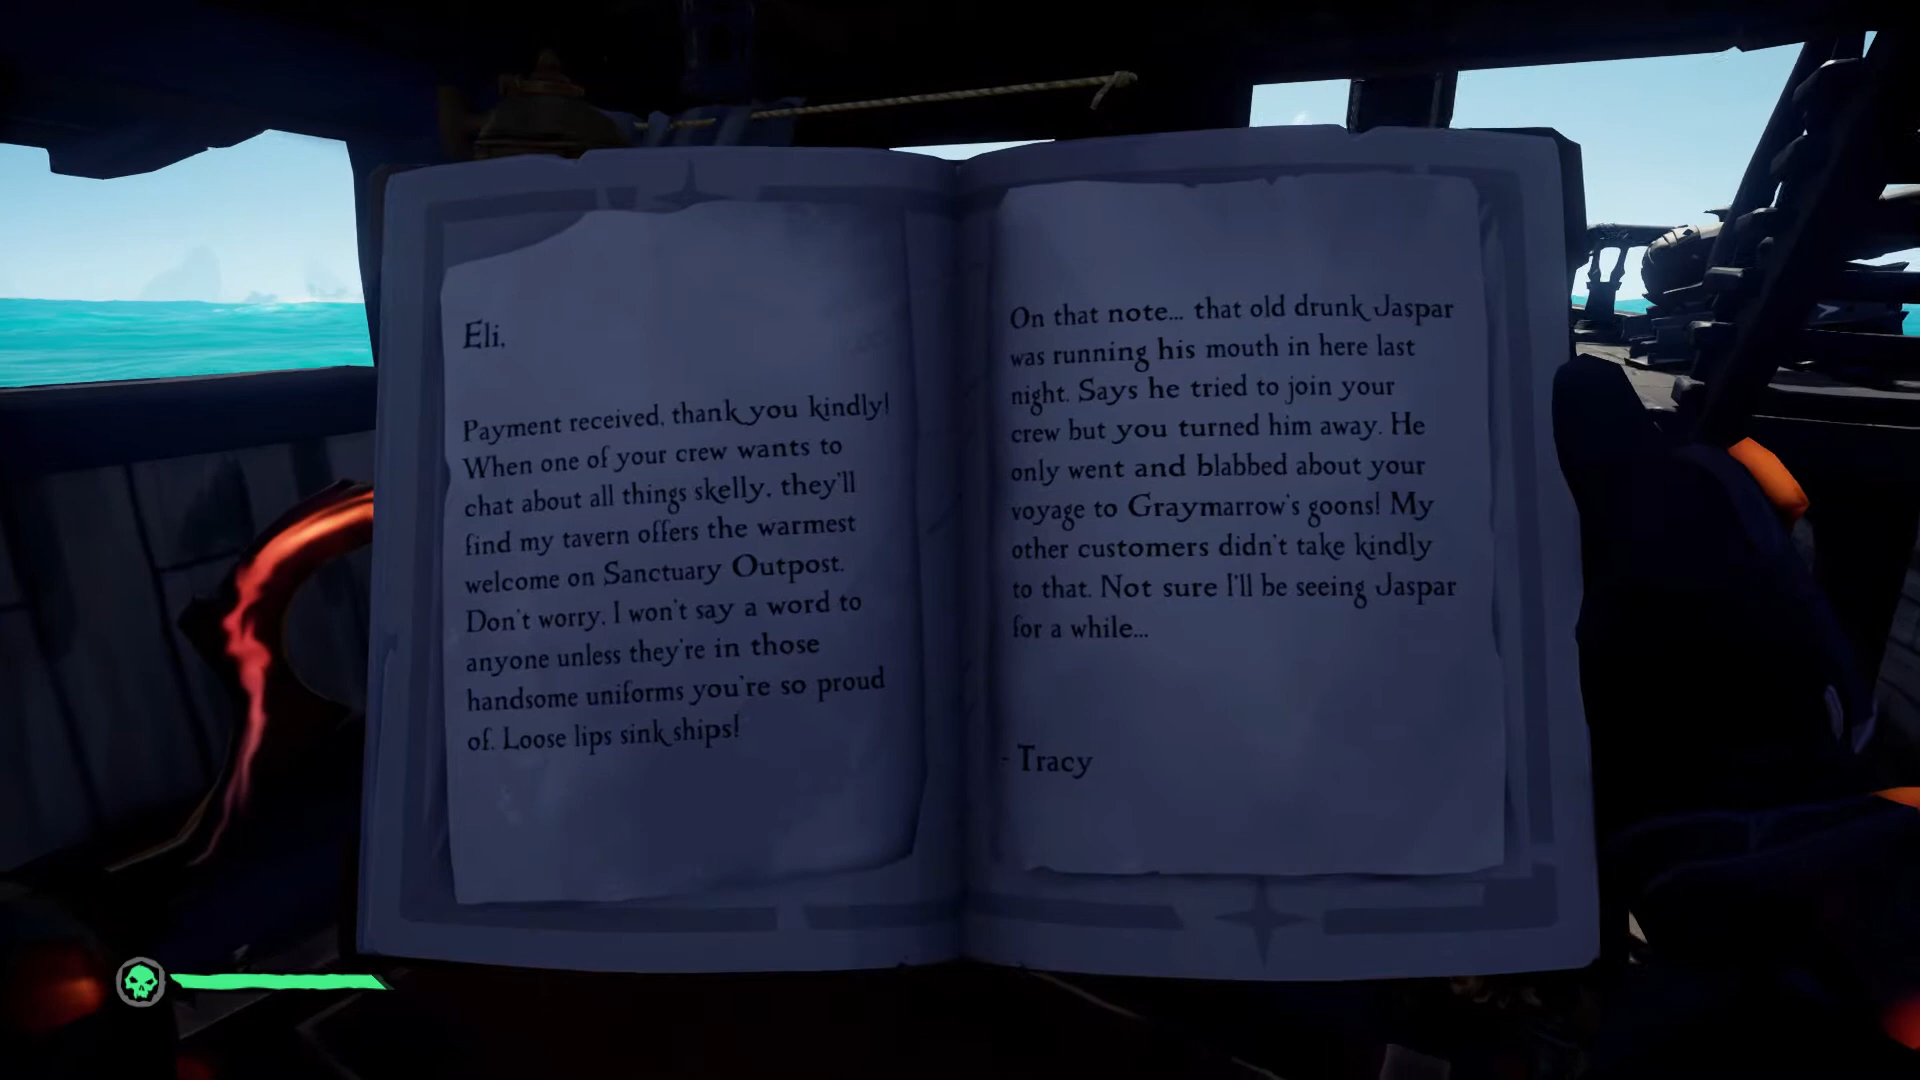 Eli,
Payment received, thank you kindly!
When one of your crew wants to
chat about all things skelly, they'll
find my tavern offers the warmest
welcome on Sanctuary Outpost.
Don't worry, I won't say a word to
anyone unless they're in those
handsome uniforms you're so proud
of. Loose lips sink ships!
On that note... that old drunk Jaspar
was running his mouth in here last
night. Says he tried to join your
crew but you turned him away. He
only went and blabbed about your
voyage to Graymarrow's goons! My
other customers didn't take kindly
to that. Not sure I'll be seeing Jaspar
for a while...
- Tracy